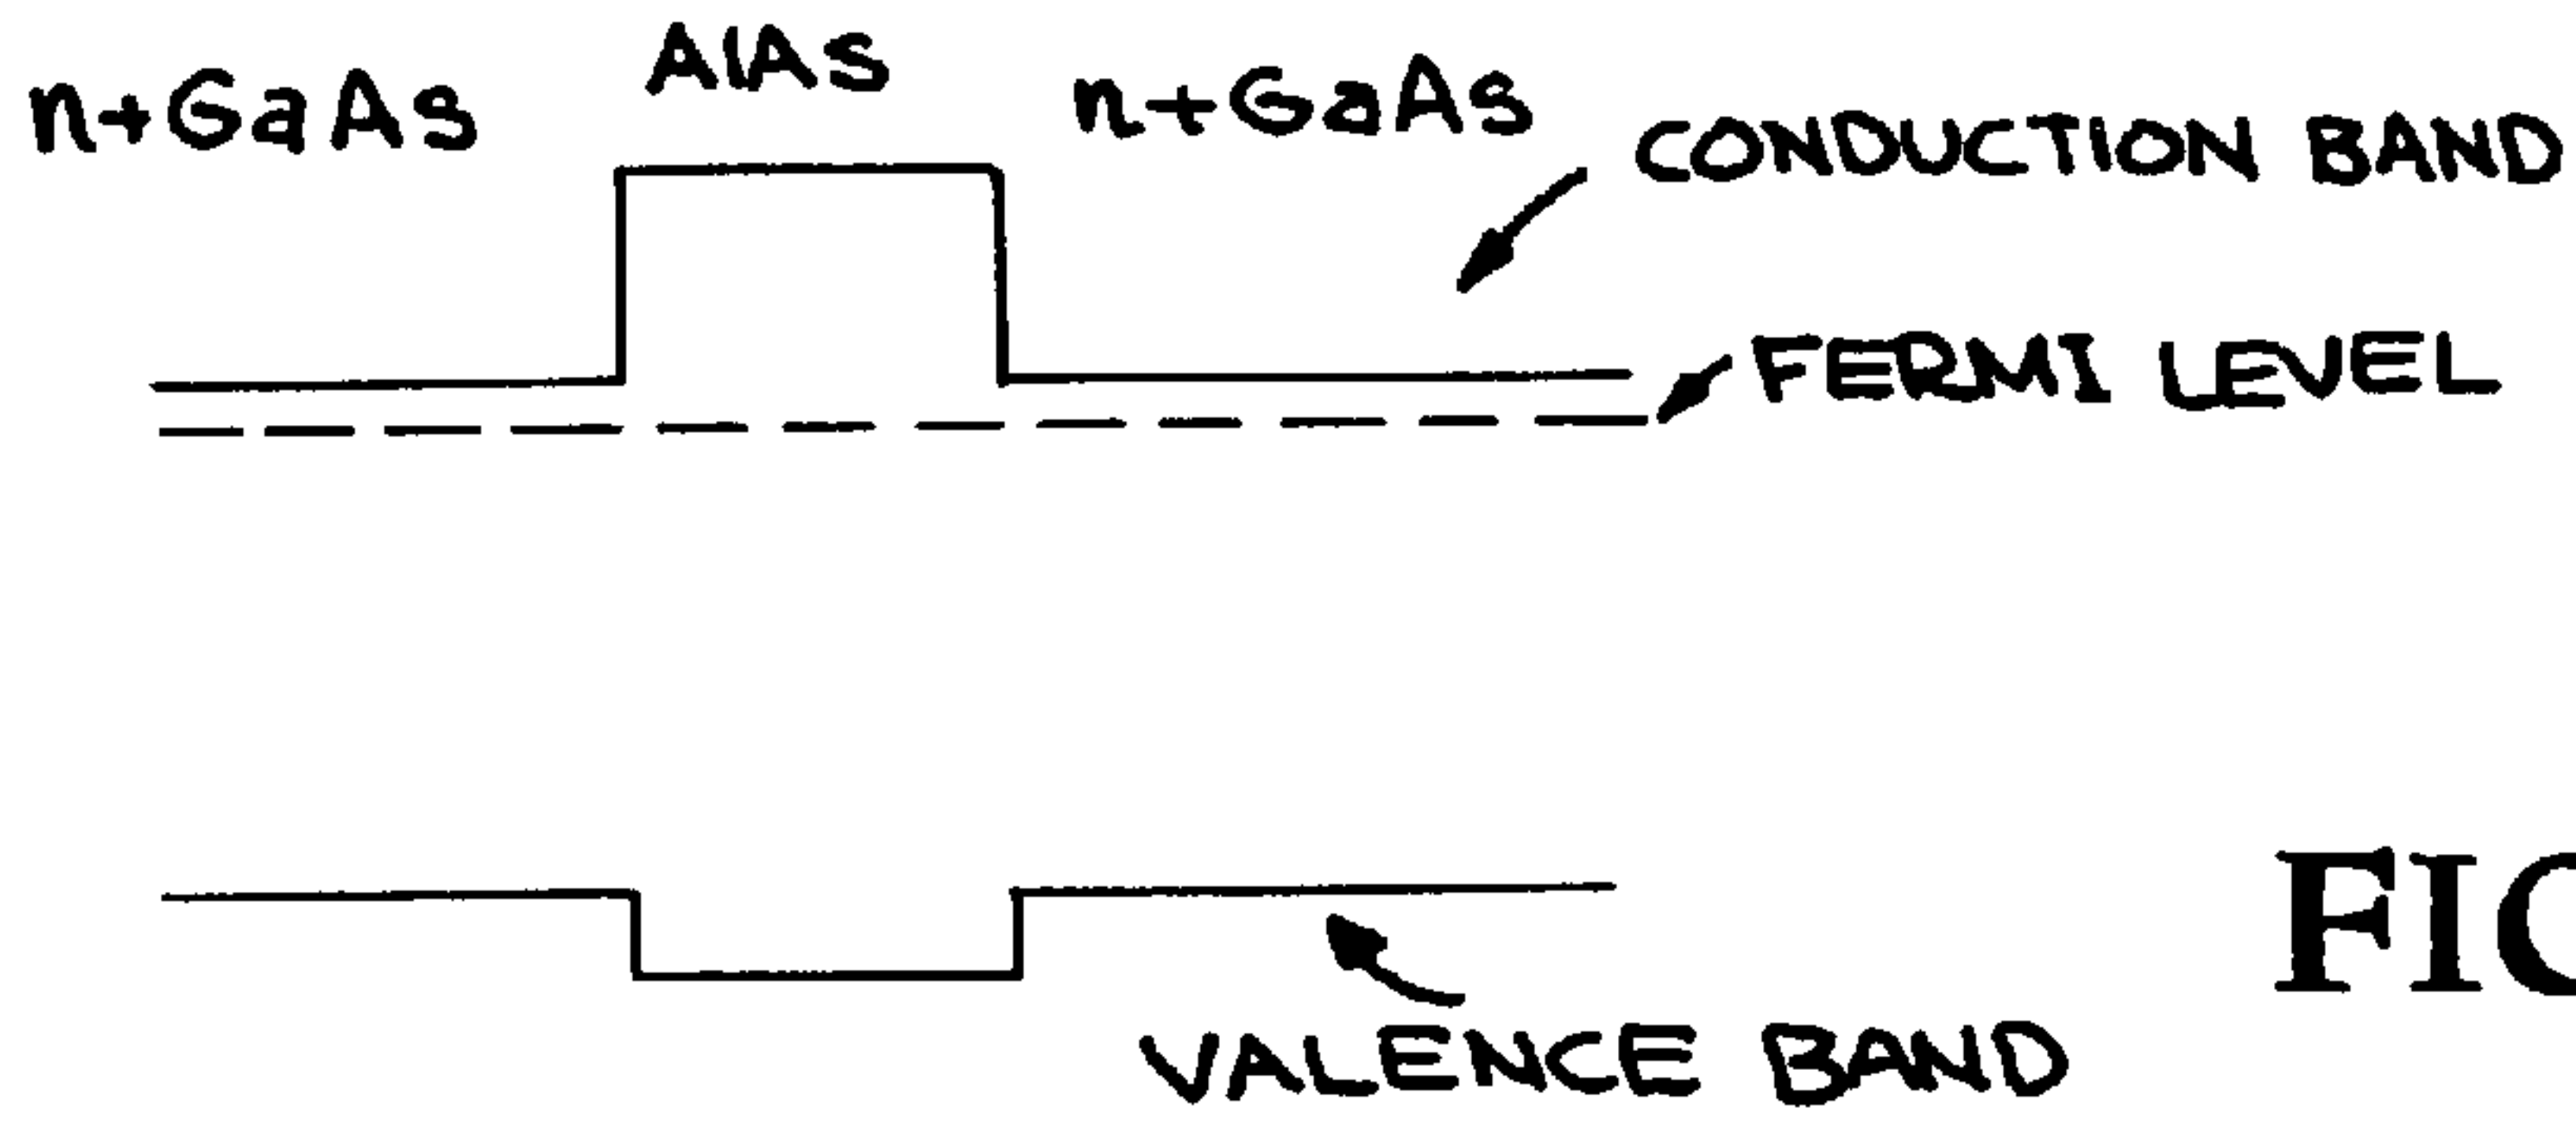 n+GaAs
AlAs
n+GaAs
CONDUCTION BAND
FERMI LEVEL
VALENCE BAND